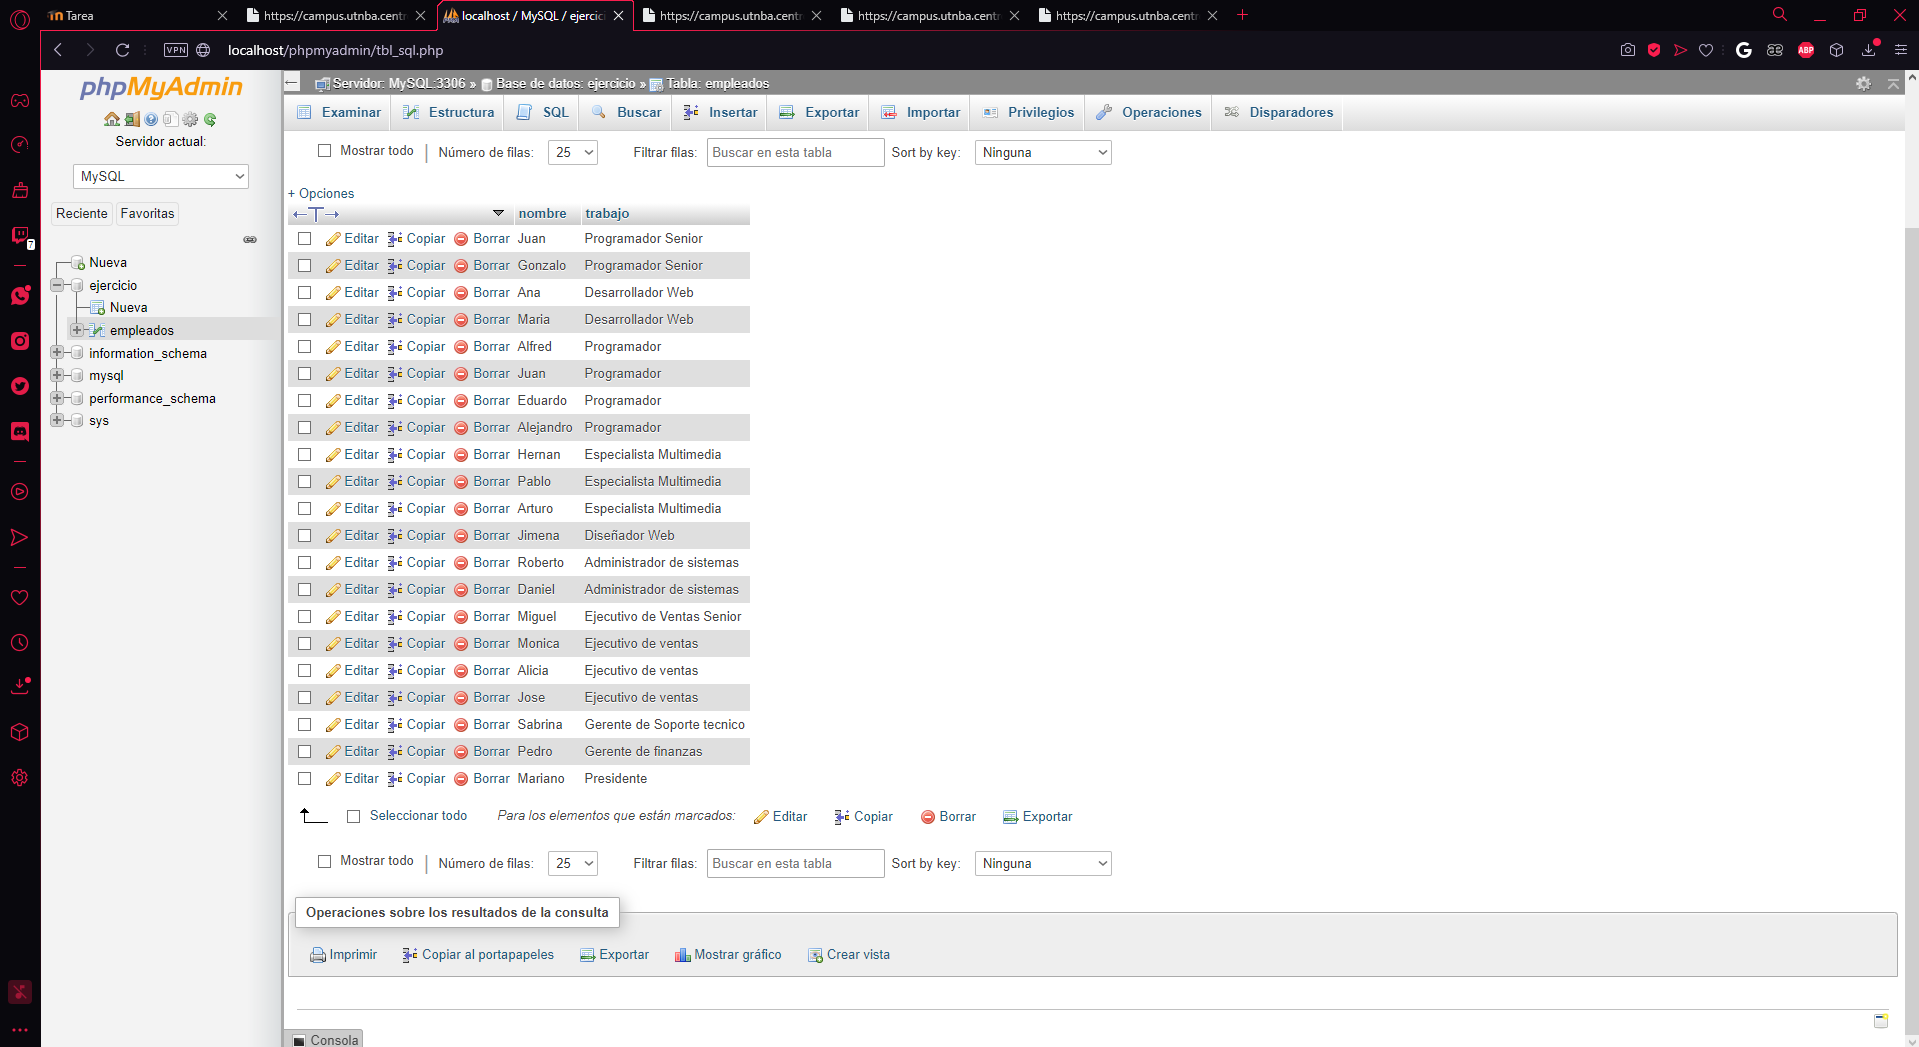 Tarea
https://campus.utnba.centr
localhost / MySQL / ejercici
https://campus.utnba.centr
https://campus.utnba.centr
https://campus.utnba.centr
VPN
localhost/phpmyadmin/tbl_sql.php
ABP
phpMyAdmin
Servidor actual:
MySQL
Reciente
Favoritas
Nueva
ejercicio
Nueva
empleados
information_schema
mysql
performance_schema
sys
7
Servidor: MySQL:3306 » Base de datos: ejercicio » Tabla: empleados
Examinar Estructura SQL Buscar Insertar Exportar Importar Privilegios Operaciones Disparadores
Mostrar todo Número de filas: 25 Filtrar filas: Buscar en esta tabla Sort by key: Ninguna
+ Opciones
nombre trabajo
Editar Copiar Borrar Juan Programador Senior
Editar Copiar Borrar Gonzalo Programador Senior
Editar Copiar Borrar Ana Desarrollador Web
Editar Copiar Borrar Maria Desarrollador Web
Editar Copiar Borrar Alfred Programador
Editar Copiar Borrar Juan Programador
Editar Copiar Borrar Eduardo Programador
Editar Copiar Borrar Alejandro Programador
Editar Copiar Borrar Hernan Especialista Multimedia
Editar Copiar Borrar Pablo Especialista Multimedia
Editar Copiar Borrar Arturo Especialista Multimedia
Editar Copiar Borrar Jimena Diseñador Web
Editar Copiar Borrar Roberto Administrador de sistemas
Editar Copiar Borrar Daniel Administrador de sistemas
Editar Copiar Borrar Miguel Ejecutivo de Ventas Senior
Editar Copiar Borrar Monica Ejecutivo de ventas
Editar Copiar Borrar Alicia Ejecutivo de ventas
Editar Copiar Borrar Jose Ejecutivo de ventas
Editar Copiar Borrar Sabrina Gerente de Soporte tecnico
Editar Copiar Borrar Pedro Gerente de finanzas
Editar Copiar Borrar Mariano Presidente
Seleccionar todo Para los elementos que están marcados: Editar Copiar Borrar Exportar
Mostrar todo Número de filas: 25 Filtrar filas: Buscar en esta tabla Sort by key: Ninguna
Operaciones sobre los resultados de la consulta
Imprimir Copiar al portapapeles Exportar Mostrar gráfico Crear vista
Consola